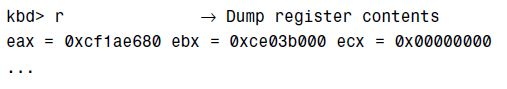 kbd> r → Dump register contents
eax = 0xcf1ae680 ebx = 0xce03b000 ecx = 0x00000000
...